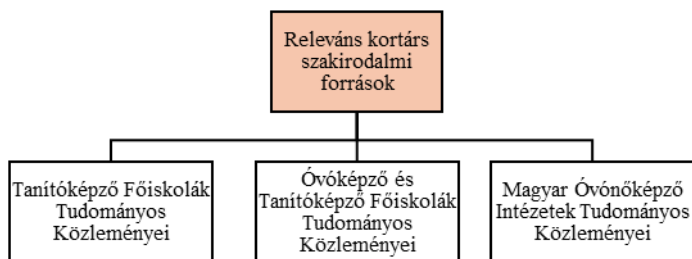 Releváns kortárs
szakirodalmi
források
Tanítóképző Főiskolák
Tudományos
Közleményei
Óvóképző és
Tanítóképző Főiskolák
Tudományos
Közleményei
Magyar Óvónőképző
Intézetek Tudományos
Közleményei